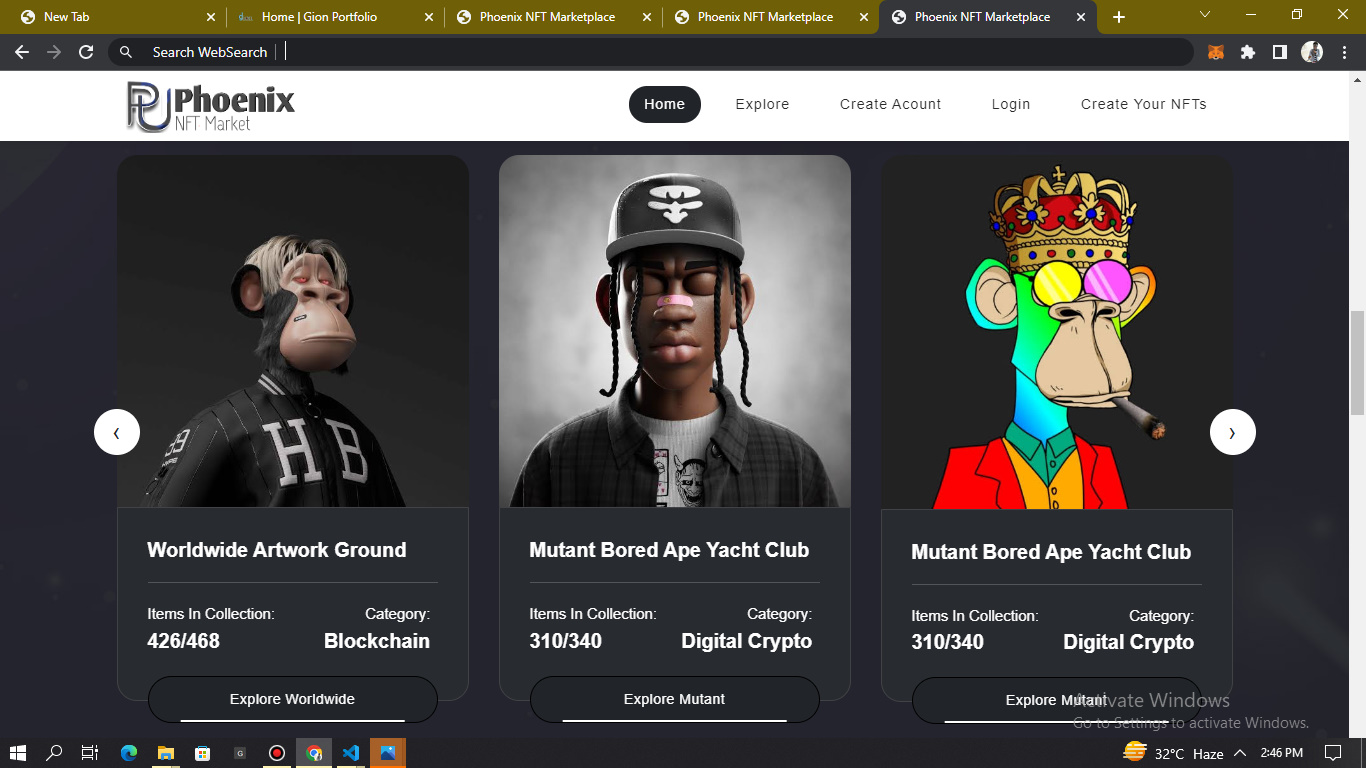 New Tab
Home | Gion Portfolio
Phoenix NFT Marketplace
Phoenix NFT Marketplace
Phoenix NFT Marketplace
Search WebSearch
Phoenix
NFT Market
Home
Explore
Create Acount
Login
Create Your NFTs
HB
Worldwide Artwork Ground
Items In Collection:
Category:
426/468
Blockchain
Explore Worldwide
Mutant Bored Ape Yacht Club
Items In Collection:
Category:
310/340
Digital Crypto
Explore Mutant
Mutant Bored Ape Yacht Club
Items In Collection:
Category:
310/340
Digital Crypto
Explore Mutant
Activate Windows
Go to Settings to activate Windows.
32°C Haze
2:46 PM